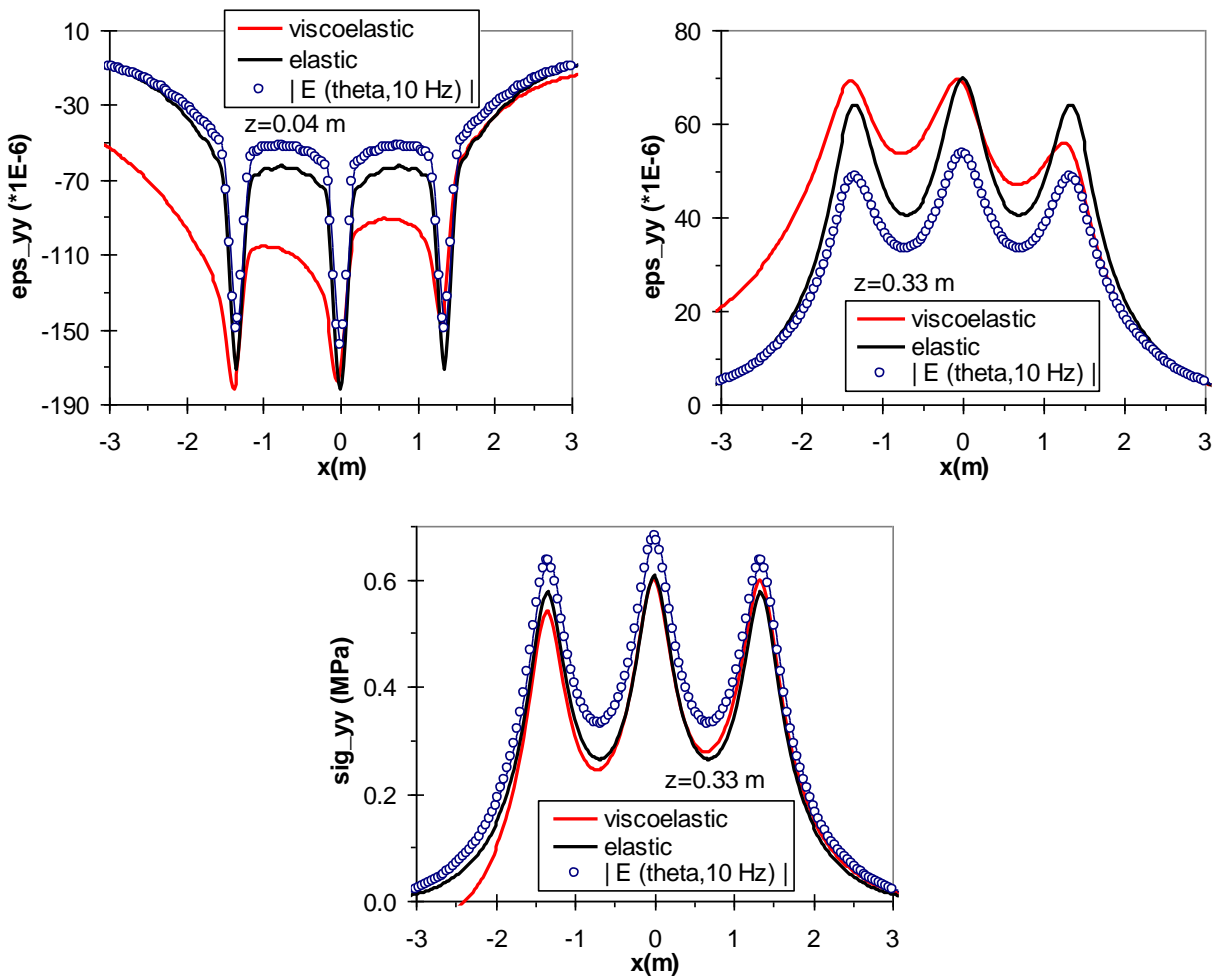 viscoelastic
elastic
| E (theta,10 Hz) |
z=0.04 m
eps_yy (*1E-6)
10
-30
-70
-110
-150
-190
-3 -2 -1 0 1 2 3
x(m)
eps_yy (*1E-6)
80
60
40
20
0
z=0.33 m
viscoelastic
elastic
| E (theta,10 Hz) |
-3 -2 -1 0 1 2 3
x(m)
sig_yy (MPa)
0.6
0.4
0.2
0.0
z=0.33 m
viscoelastic
elastic
| E (theta,10 Hz) |
-3 -2 -1 0 1 2 3
x(m)